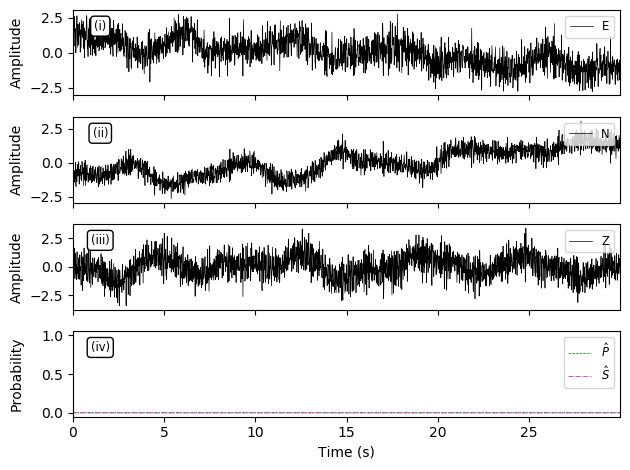 2.5
0.0
−2.5
Amplitude
(i)
E
2.5
0.0
−2.5
Amplitude
(ii)
N
2.5
0.0
−2.5
Amplitude
(iii)
Z
1.0
0.5
0.0
Probability
(iv)
P̂
Ŝ
0 5 10 15 20 25
Time (s)